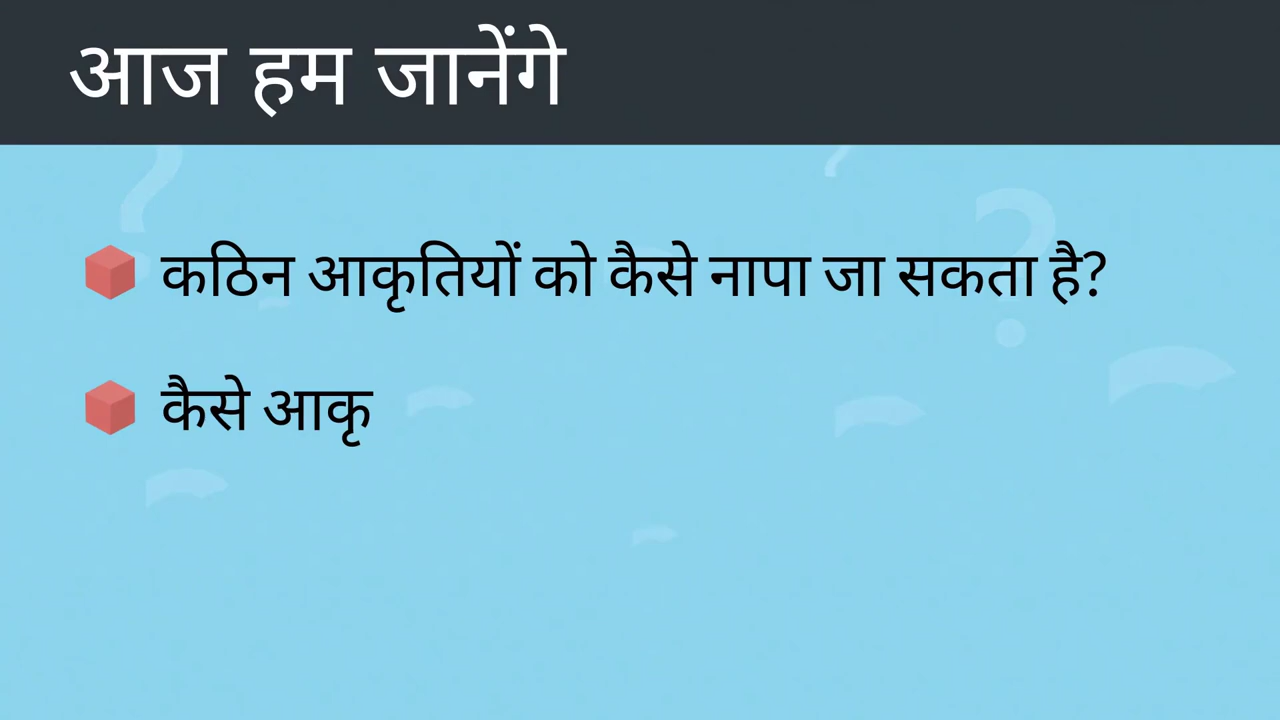 आज हम जानेंगे
कठिन आकृतियों को कैसे नापा जा सकता है?
कैसे आकृ